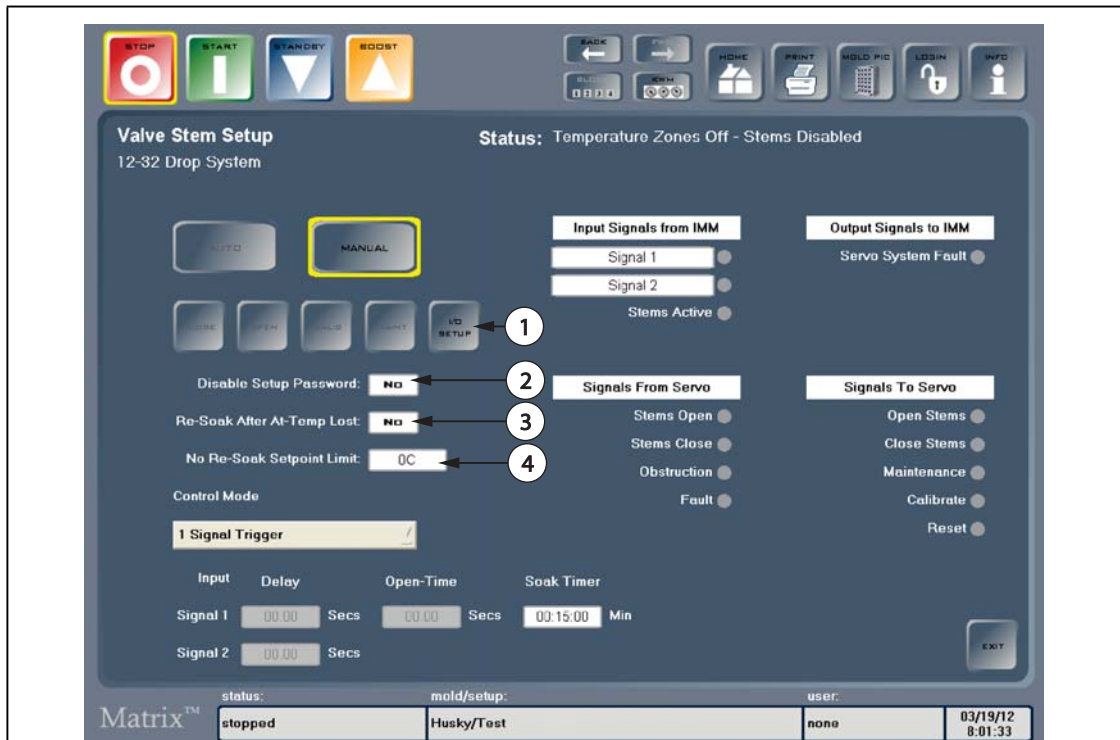 STOP START STANDBY BOOST BACK HOME PRINT MOLD PIC LOGIN INFO
KWH
Valve Stem Setup Status: Temperature Zones Off - Stems Disabled
12-32 Drop System
AUTO MANUAL Input Signals from IMM Output Signals to IMM
Signal 1 Servo System Fault
Signal 2
Stems Active
I/O SETUP 1
Disable Setup Password: No 2 Signals From Servo Signals To Servo
Re-Soak After At-Temp Lost: No 3 Stems Open Open Stems
Stems Close Close Stems
No Re-Soak Setpoint Limit: 0C 4 Obstruction Maintenance
Control Mode Fault Calibrate
1 Signal Trigger Reset
Input Delay Open-Time Soak Timer
Signal 1 00.00 Secs 00.00 Secs 00:15:00 Min
Signal 2 00.00 Secs EXIT
status: mold/setup: user:
Matrix™ stopped Husky/Test none 03/19/12
8:01:33